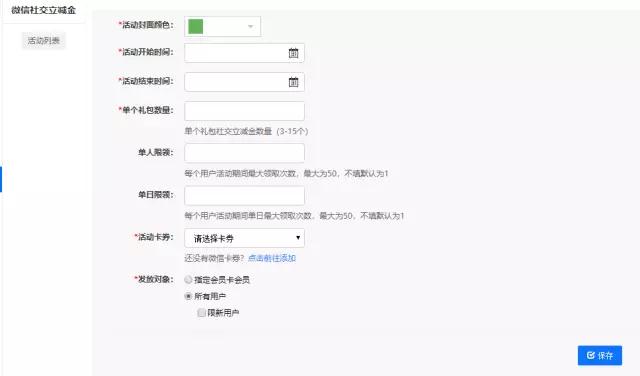 微信社交立减金
活动列表
*活动封面颜色：
*活动开始时间：
*活动结束时间：
*单个礼包数量：
单个礼包社交立减金数量（3-15个）
单人限领：
每个用户活动期间最大领取次数，最大为50，不填默认为1
单日限领：
每个用户活动期间单日最大领取次数，最大为50，不填默认为1
*活动卡券： 请选择卡券
还没有微信卡券？点击前往添加
*发放对象： 指定会员卡会员
所有用户
限新用户
保存